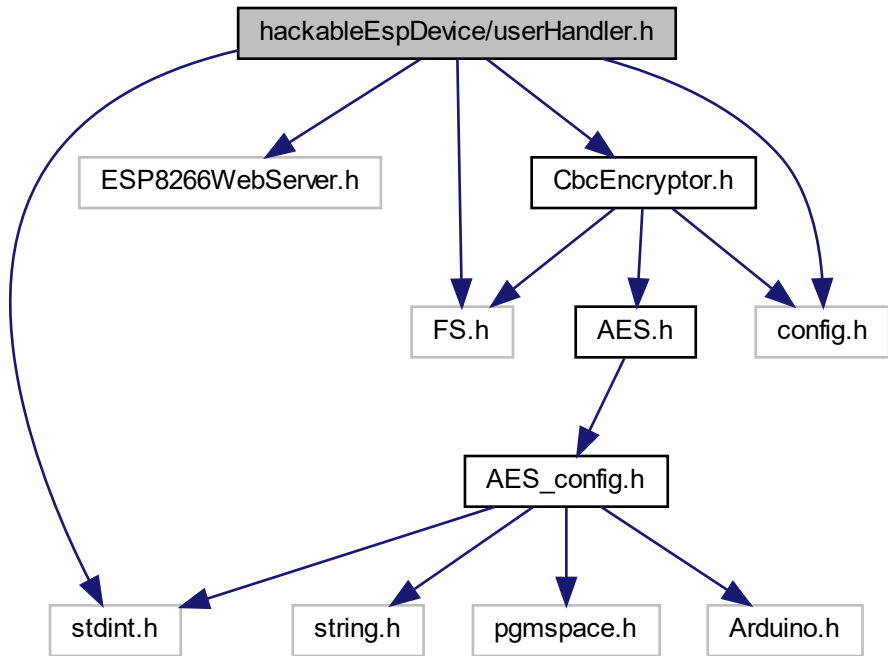 hackableEspDevice/userHandler.h
ESP8266WebServer.h
CbcEncryptor.h
FS.h
AES.h
config.h
AES_config.h
stdint.h
string.h
pgmspace.h
Arduino.h